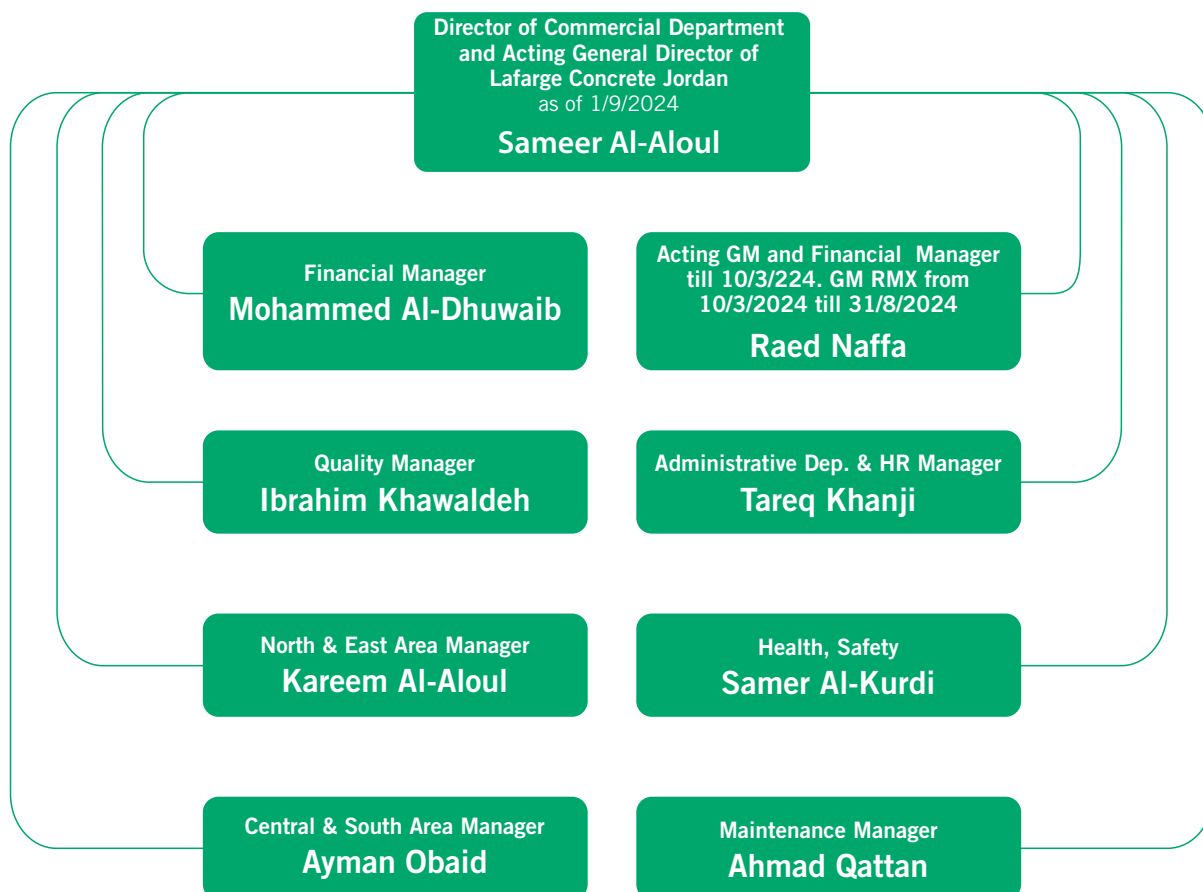 Director of Commercial Department
and Acting General Director of
Lafarge Concrete Jordan
as of 1/9/2024
Sameer Al-Aloul
Financial Manager
Mohammed Al-Dhuwaib
Acting GM and Financial Manager
till 10/3/224. GM RMX from
10/3/2024 till 31/8/2024
Raed Naffa
Quality Manager
Ibrahim Khawaldeh
Administrative Dep. & HR Manager
Tareq Khanji
North & East Area Manager
Kareem Al-Aloul
Health, Safety
Samer Al-Kurdi
Central & South Area Manager
Ayman Obaid
Maintenance Manager
Ahmad Qattan